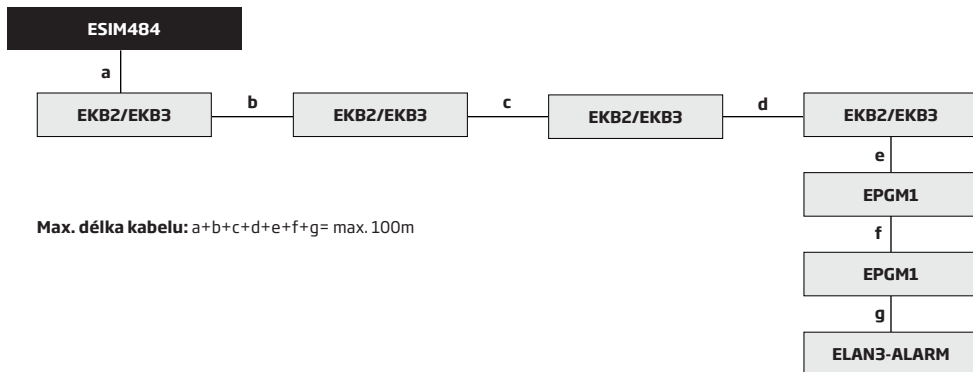 ESIM484
a
EKB2/EKB3
b
EKB2/EKB3
c
EKB2/EKB3
d
EKB2/EKB3
e
EPGM1
Max. délka kabelu: a+b+c+d+e+f+g= max. 100m
f
EPGM1
g
ELAN3-ALARM